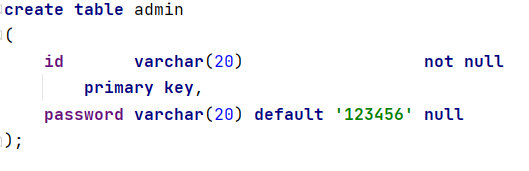 create table admin
(
    id       varchar(20)                  not null
        primary key,
    password varchar(20) default '123456' null
);